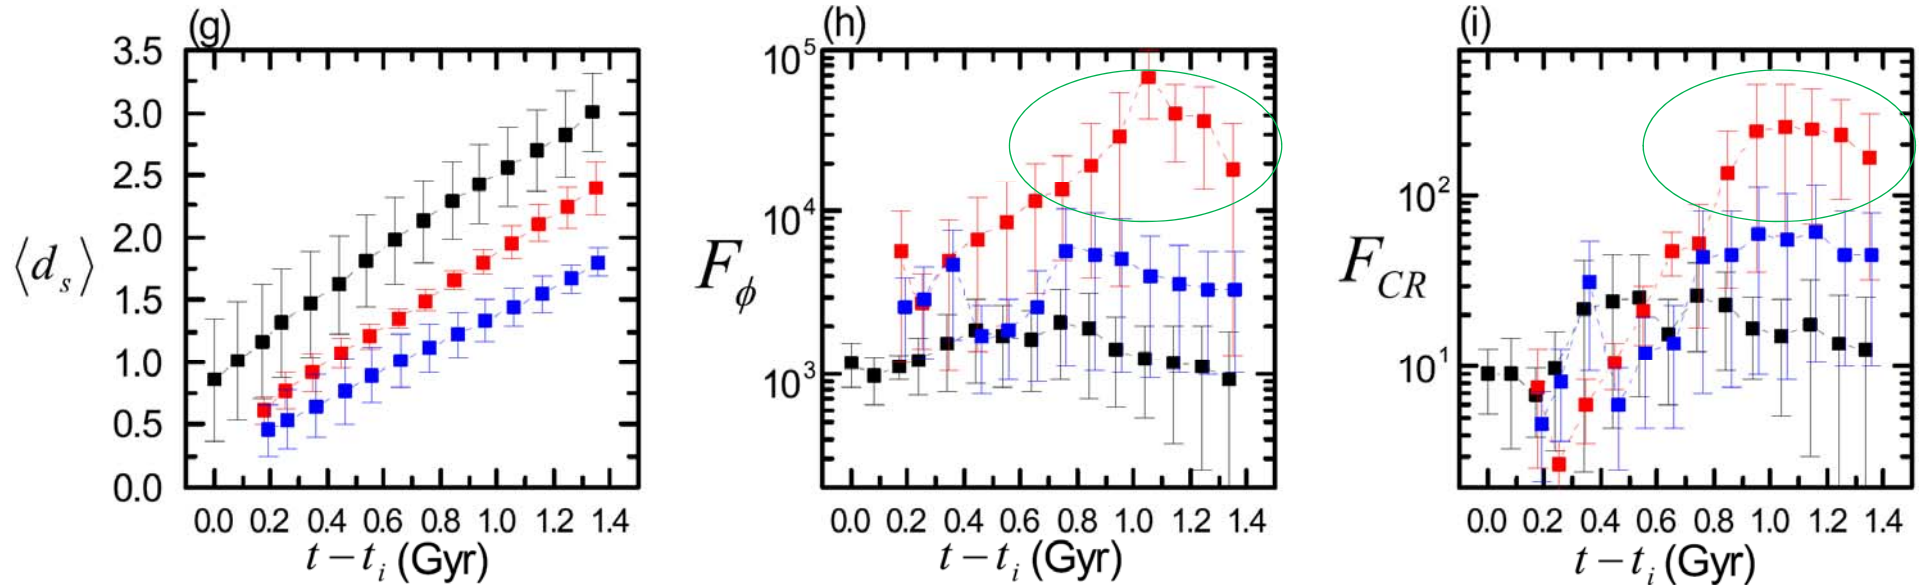 (g)
3.5
3.0
2.5
2.0
1.5
1.0
0.5
0.0
⟨d_s⟩
0.0 0.2 0.4 0.6 0.8 1.0 1.2 1.4
t − t_i (Gyr)
(h)
10^5
10^4
10^3
F_ϕ
0.0 0.2 0.4 0.6 0.8 1.0 1.2 1.4
t − t_i (Gyr)
(i)
10^2
10^1
F_CR
0.0 0.2 0.4 0.6 0.8 1.0 1.2 1.4
t − t_i (Gyr)